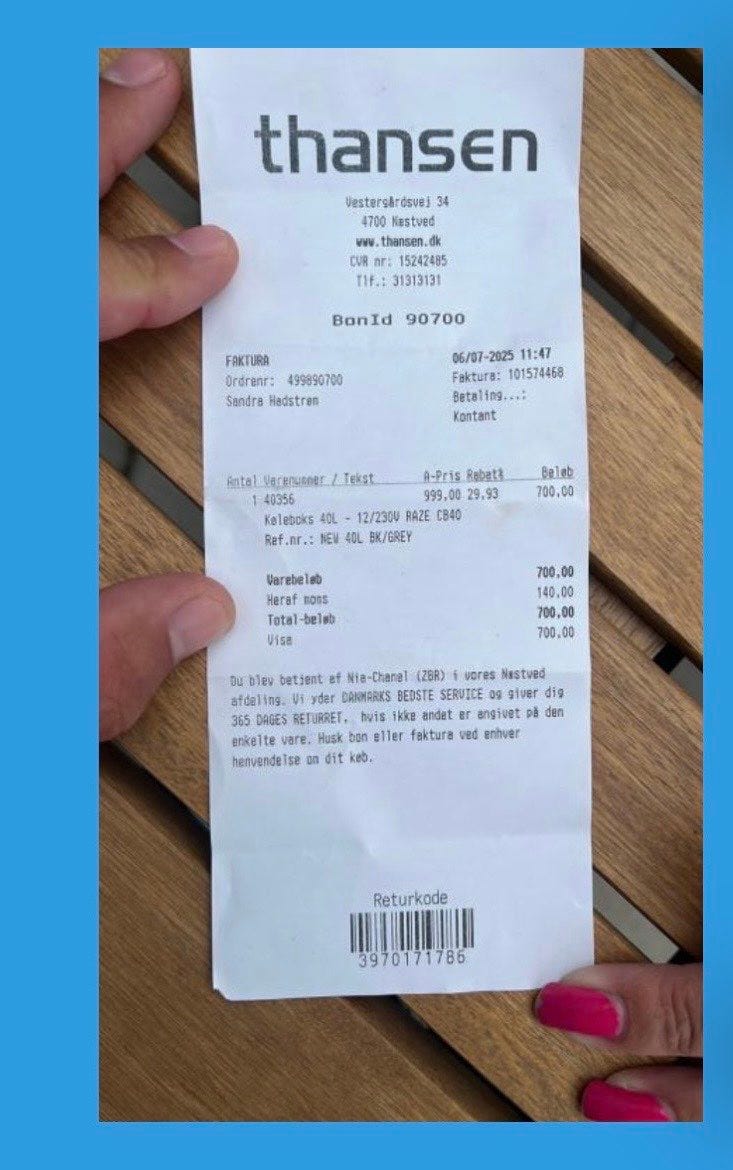 thansen
Vestergårdsvej 34
4700 Næstved
www.thansen.dk
CVR nr: 15242485
Tlf.: 31313131
BonId 90700
FAKTURA 06/07-2025 11:47
Ordrenr: 499890700 Faktura: 101574468
Sandra Hadstrøm Betaling...:
Kontant
Antal Varenummer / Tekst A-Pris Rabat% Beløb
1 40356 999,00 29.93 700,00
Køleboks 40L - 12/230V RAZE CB40
Ref.nr.: NEW 40L BK/GREY
Varebeløb 700,00
Heraf moms 140,00
Total-beløb 700,00
Visa 700,00
Du blev betjent af Nia-Chanel (ZBR) i vores Næstved
afdeling. Vi yder DANMARKS BEDSTE SERVICE og giver dig
365 DAGES RETURRET, hvis ikke andet er angivet på den
enkelte vare. Husk bon eller faktura ved enhver
henvendelse om dit køb.
Returkode
3970171786